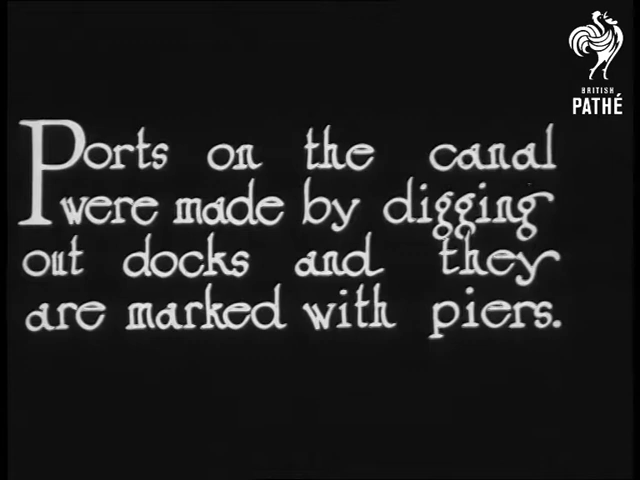 BRITISH
PATHÉ
Ports on the canal
were made by digging
out docks and they
are marked with piers.